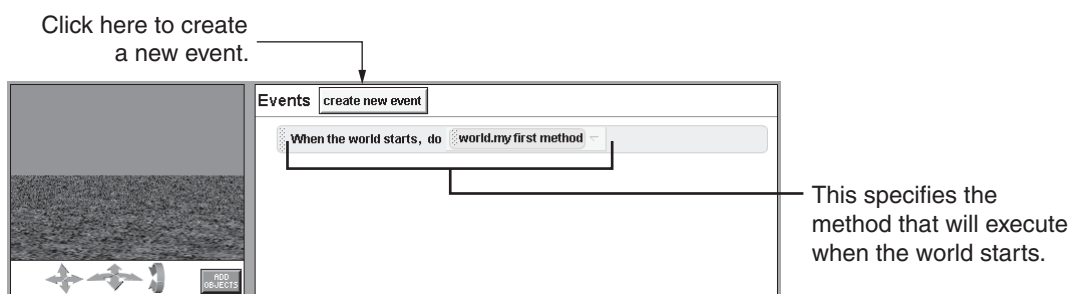 Click here to create
a new event.
Events create new event
When the world starts, do world.my first method
This specifies the
method that will execute
when the world starts.
ADD
OBJECTS